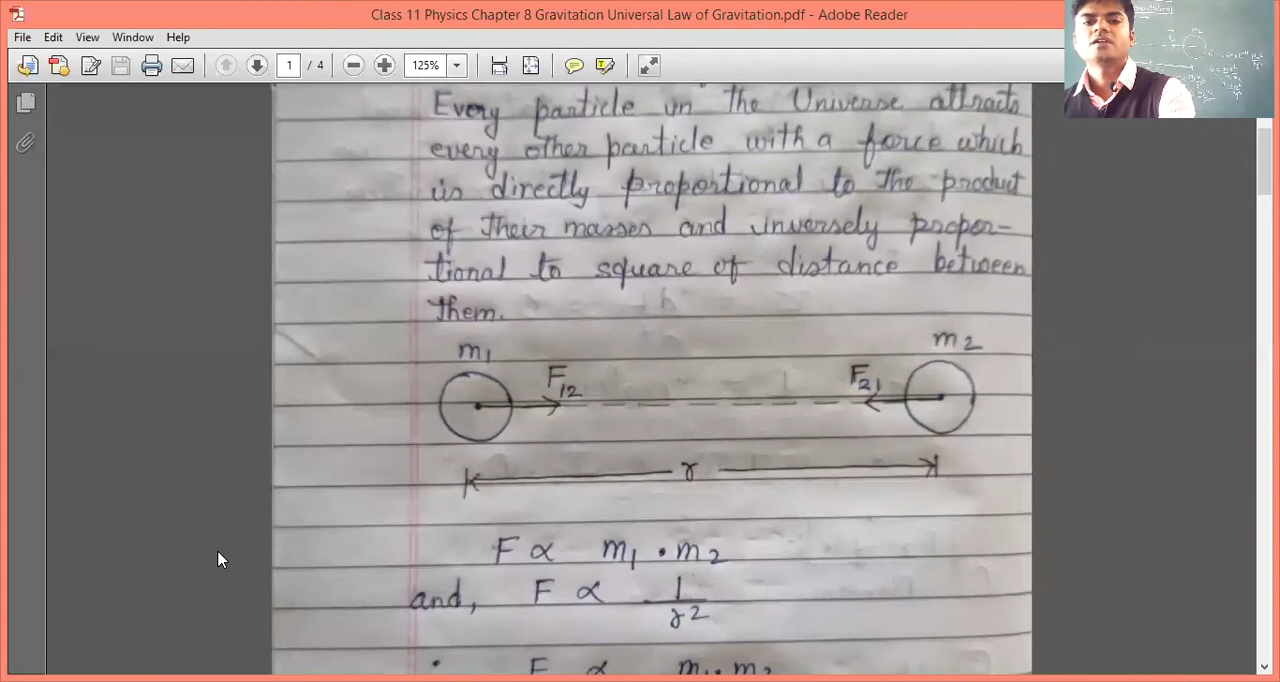 Class 11 Physics Chapter 8 Gravitation Universal Law of Gravitation.pdf - Adobe Reader
File Edit View Window Help
1 / 4 125%
Every particle in the Universe attracts
every other particle with a force which
is directly proportional to the product
of their masses and inversely propor-
tional to square of distance between
them.
m1 m2
F12 F21
r
F ∝ m1 . m2
and, F ∝ 1/r2
F ∝ m1. m2